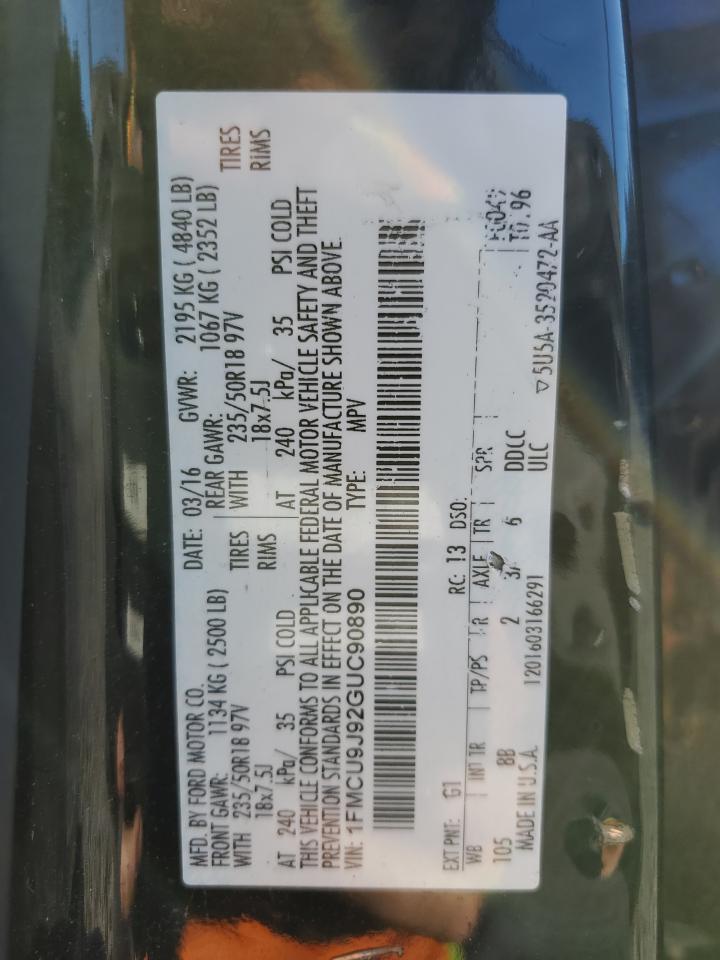 MFD. BY FORD MOTOR CO. DATE: 03/16 GVWR: 2195 KG ( 4840 LB)
FRONT GAWR: 1134 KG ( 2500 LB) REAR GAWR: 1067 KG ( 2352 LB)
WITH 235/50R18 97V TIRES WITH 235/50R18 97V TIRES
18x7.5J RIMS 18x7.5J RIMS
AT 240 kPa/ 35 PSI COLD AT 240 kPa/ 35 PSI COLD
THIS VEHICLE CONFORMS TO ALL APPLICABLE FEDERAL MOTOR VEHICLE SAFETY AND THEFT
PREVENTION STANDARDS IN EFFECT ON THE DATE OF MANUFACTURE SHOWN ABOVE.
VIN: 1FMCU9J92GUC90890 TYPE: MPV
EXT PNT: G1 RC: 13 DSO:
WB INT TR TP/PS R AXLE TR SPR
105 BB 2 6 DDCC
MADE IN U.S.A. 1201603166291 ULC
▽5U5A-3520472-AA